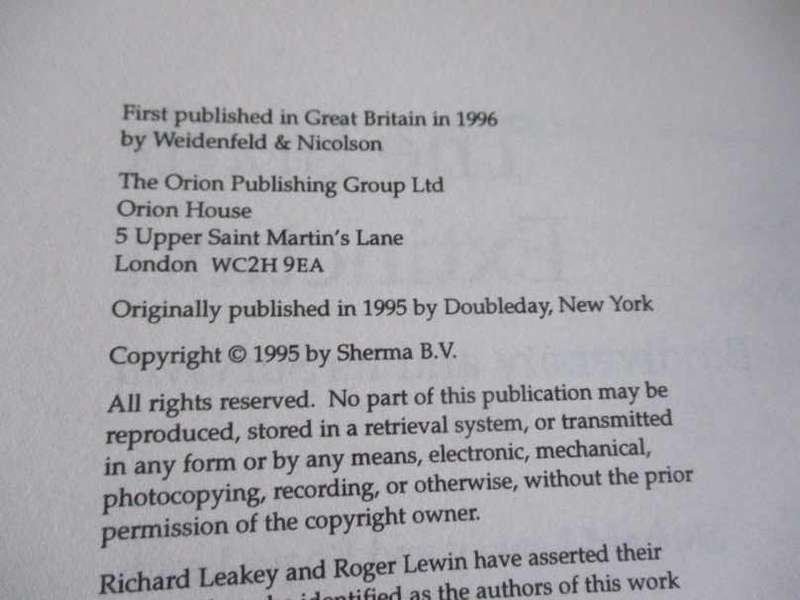 First published in Great Britain in 1996
by Weidenfeld & Nicolson
The Orion Publishing Group Ltd
Orion House
5 Upper Saint Martin's Lane
London WC2H 9EA
Originally published in 1995 by Doubleday, New York
Copyright © 1995 by Sherma B.V.
All rights reserved. No part of this publication may be
reproduced, stored in a retrieval system, or transmitted
in any form or by any means, electronic, mechanical,
photocopying, recording, or otherwise, without the prior
permission of the copyright owner.
Richard Leakey and Roger Lewin have asserted their
identified as the authors of this work